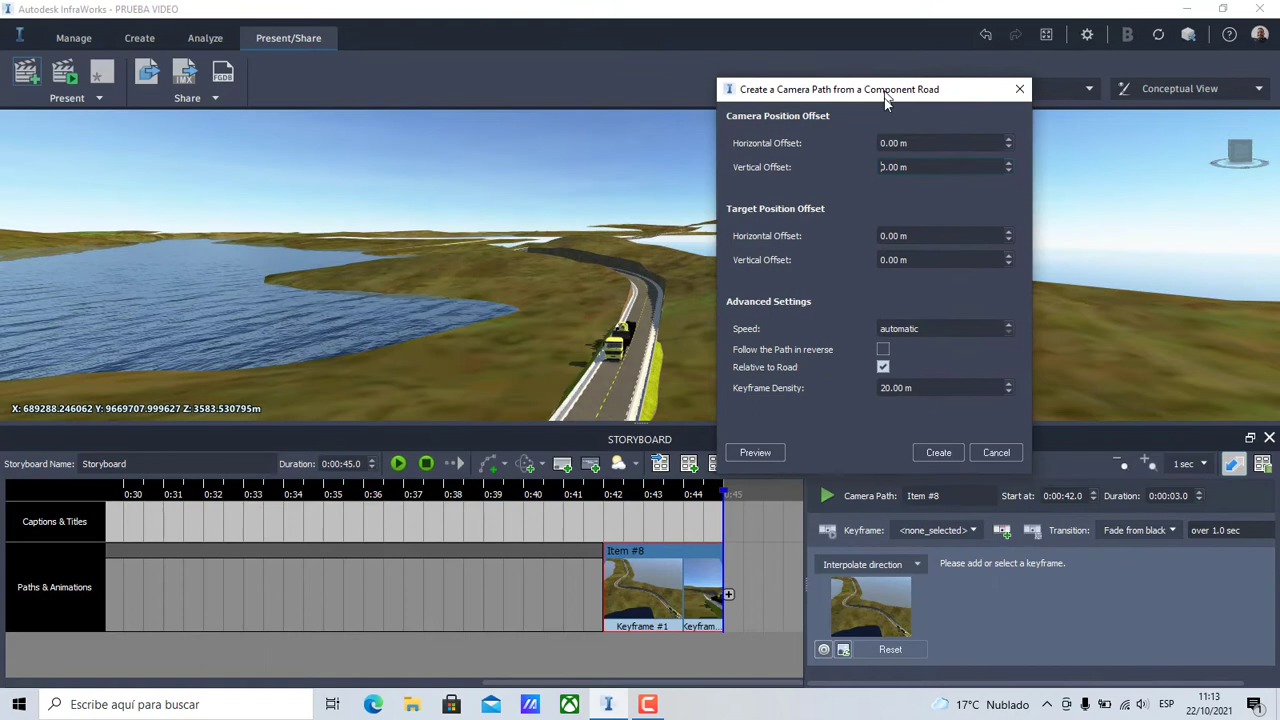 Autodesk InfraWorks - PRUEBA VIDEO
Manage
Create
Analyze
Present/Share
IMX
FGDB
Present
Share
Conceptual View
Create a Camera Path from a Component Road
Camera Position Offset
Horizontal Offset: 0.00 m
Vertical Offset: 0.00 m
Target Position Offset
Horizontal Offset: 0.00 m
Vertical Offset: 0.00 m
Advanced Settings
Speed: automatic
Follow the Path in reverse
Relative to Road
Keyframe Density: 20.00 m
Preview
Create
Cancel
X: 689288.246062 Y: 9669707.999627 Z: 3583.530795m
STORYBOARD
Storyboard Name: Storyboard
Duration: 0:00:45.0
1 sec
0:30 0:31 0:32 0:33 0:34 0:35 0:36 0:37 0:38 0:39 0:40 0:41 0:42 0:43 0:44 0:45
Captions & Titles
Paths & Animations
Item #8
Keyframe #1
Keyfram...
Camera Path: Item #8
Start at: 0:00:42.0
Duration: 0:00:03.0
Keyframe: <none_selected>
Transition: Fade from black
over 1.0 sec
Interpolate direction
Please add or select a keyframe.
Reset
Escribe aquí para buscar
17°C Nublado
ESP
11:13
22/10/2021
1